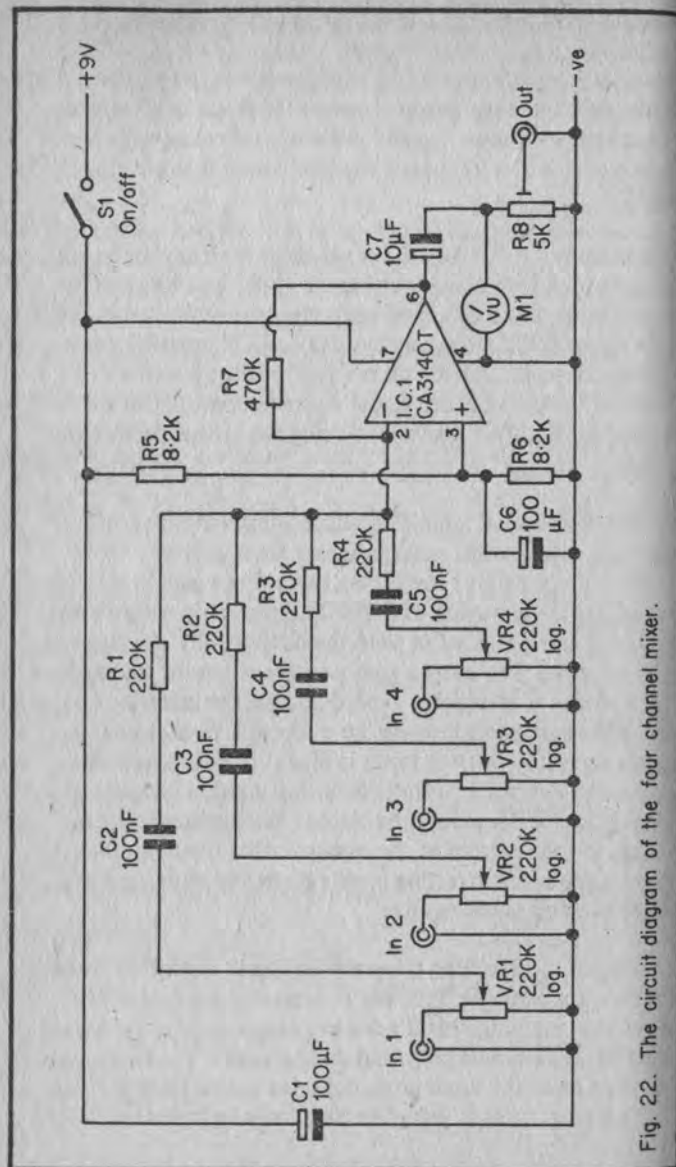 +9V
S1
On/off
C1
100µF
C2
100nF
R1
220K
C3
100nF
R2
220K
C4
100nF
R3
220K
C5
100nF
R4
220K
R5
8·2K
R7
470K
R6
8·2K
C6
100
µF
2
3
7
4
6
−
+
I.C.1
CA3140T
C7
10µF
VU
M1
R8
5K
Out
−ve
In 1
VR1
220K
log.
In 2
VR2
220K
log.
In 3
VR3
220K
log.
In 4
VR4
220K
log.
Fig. 22. The circuit diagram of the four channel mixer.